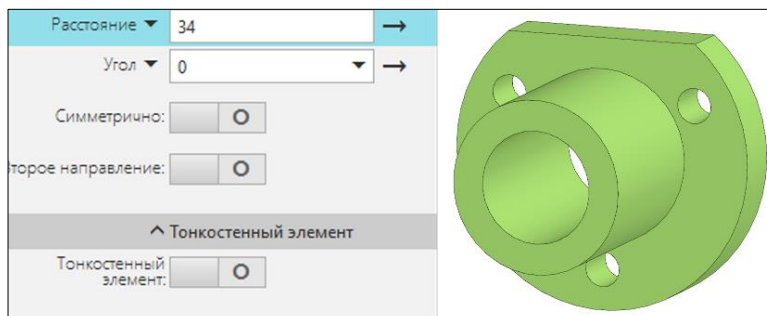 Расстояние 34
Угол 0
Симметрично:
торое направление:
Тонкостенный элемент
Тонкостенный
элемент: